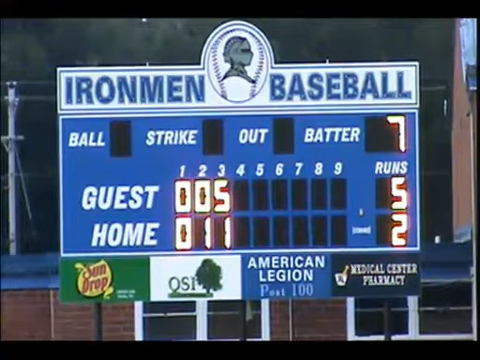 IRONMEN BASEBALL
BALL STRIKE OUT BATTER 7
1 2 3 4 5 6 7 8 9 RUNS
GUEST 0 0 5 5
HOME 0 1 1 2
Sun Drop
OSI
AMERICAN LEGION
Post 100
MEDICAL CENTER
PHARMACY